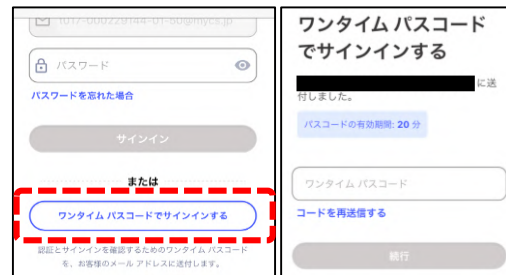 パスワード
パスワードを忘れた場合
サインイン
または
ワンタイム パスコードでサインインする
認証とサインインを確認するためのワンタイム パスコード
を、お客様のメール アドレスに送付します。
ワンタイム パスコード
でサインインする
に送
付しました。
パスコードの有効期間: 20 分
ワンタイム パスコード
コードを再送信する
続行